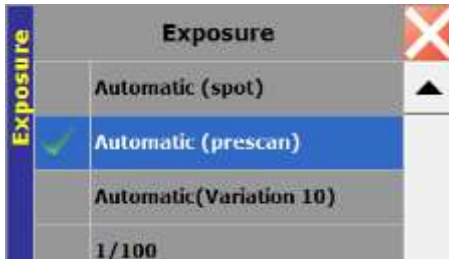 Exposure
Exposure
Automatic (spot)
Automatic (prescan)
Automatic(Variation 10)
1/100